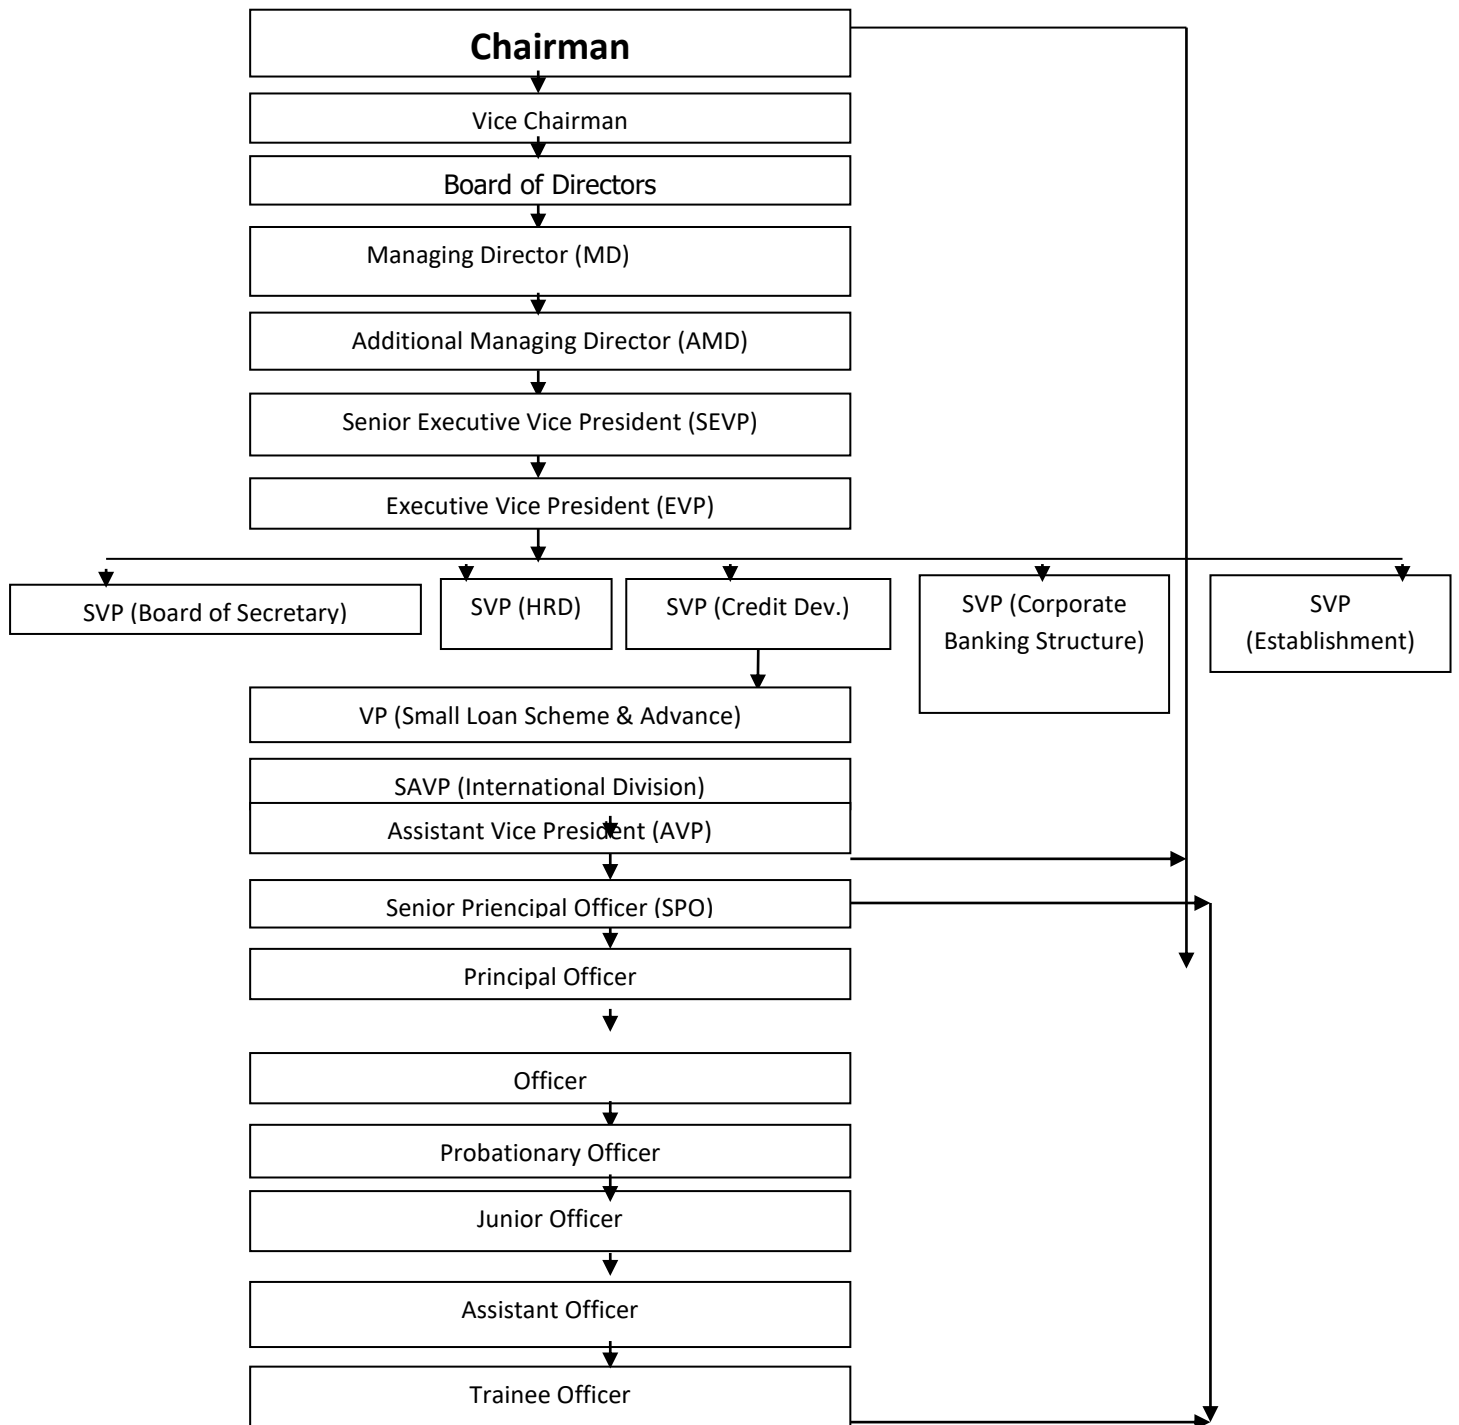 Chairman
Vice Chairman
Board of Directors
Managing Director (MD)
Additional Managing Director (AMD)
Senior Executive Vice President (SEVP)
Executive Vice President (EVP)
SVP (Board of Secretary)
SVP (HRD)
SVP (Credit Dev.)
SVP (Corporate
Banking Structure)
SVP
(Establishment)
VP (Small Loan Scheme & Advance)
SAVP (International Division)
Assistant Vice President (AVP)
Senior Priencipal Officer (SPO)
Principal Officer
Officer
Probationary Officer
Junior Officer
Assistant Officer
Trainee Officer